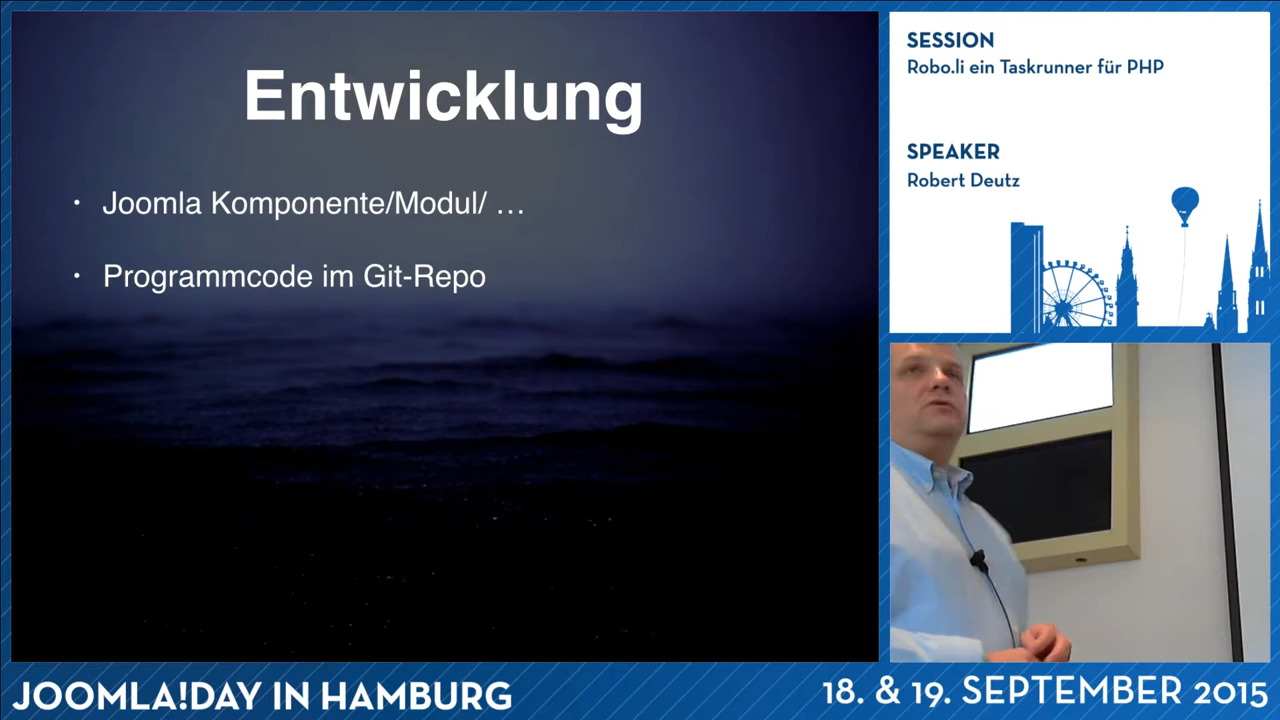 Entwicklung
• Joomla Komponente/Modul/ …
• Programmcode im Git-Repo
SESSION
Robo.li ein Taskrunner für PHP
SPEAKER
Robert Deutz
JOOMLA!DAY IN HAMBURG
18. & 19. SEPTEMBER 2015